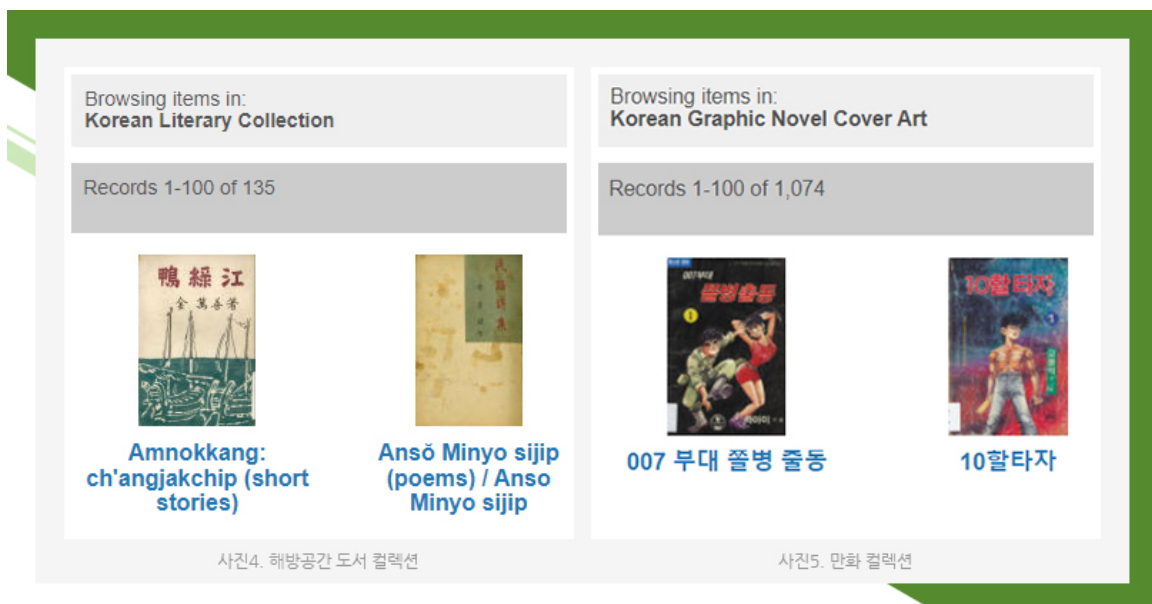 Browsing items in:
Korean Literary Collection
Records 1-100 of 135
鴨綠江
金萬善著
Amnokkang:
ch'angjakchip (short
stories)
Ansŏ Minyo sijip
(poems) / Anso
Minyo sijip
사진4. 해방공간 도서 컬렉션
Browsing items in:
Korean Graphic Novel Cover Art
Records 1-100 of 1,074
007부대
쫄병출동
1
007 부대 쫄병 출동
10할타자
1
10할타자
사진5. 만화 컬렉션